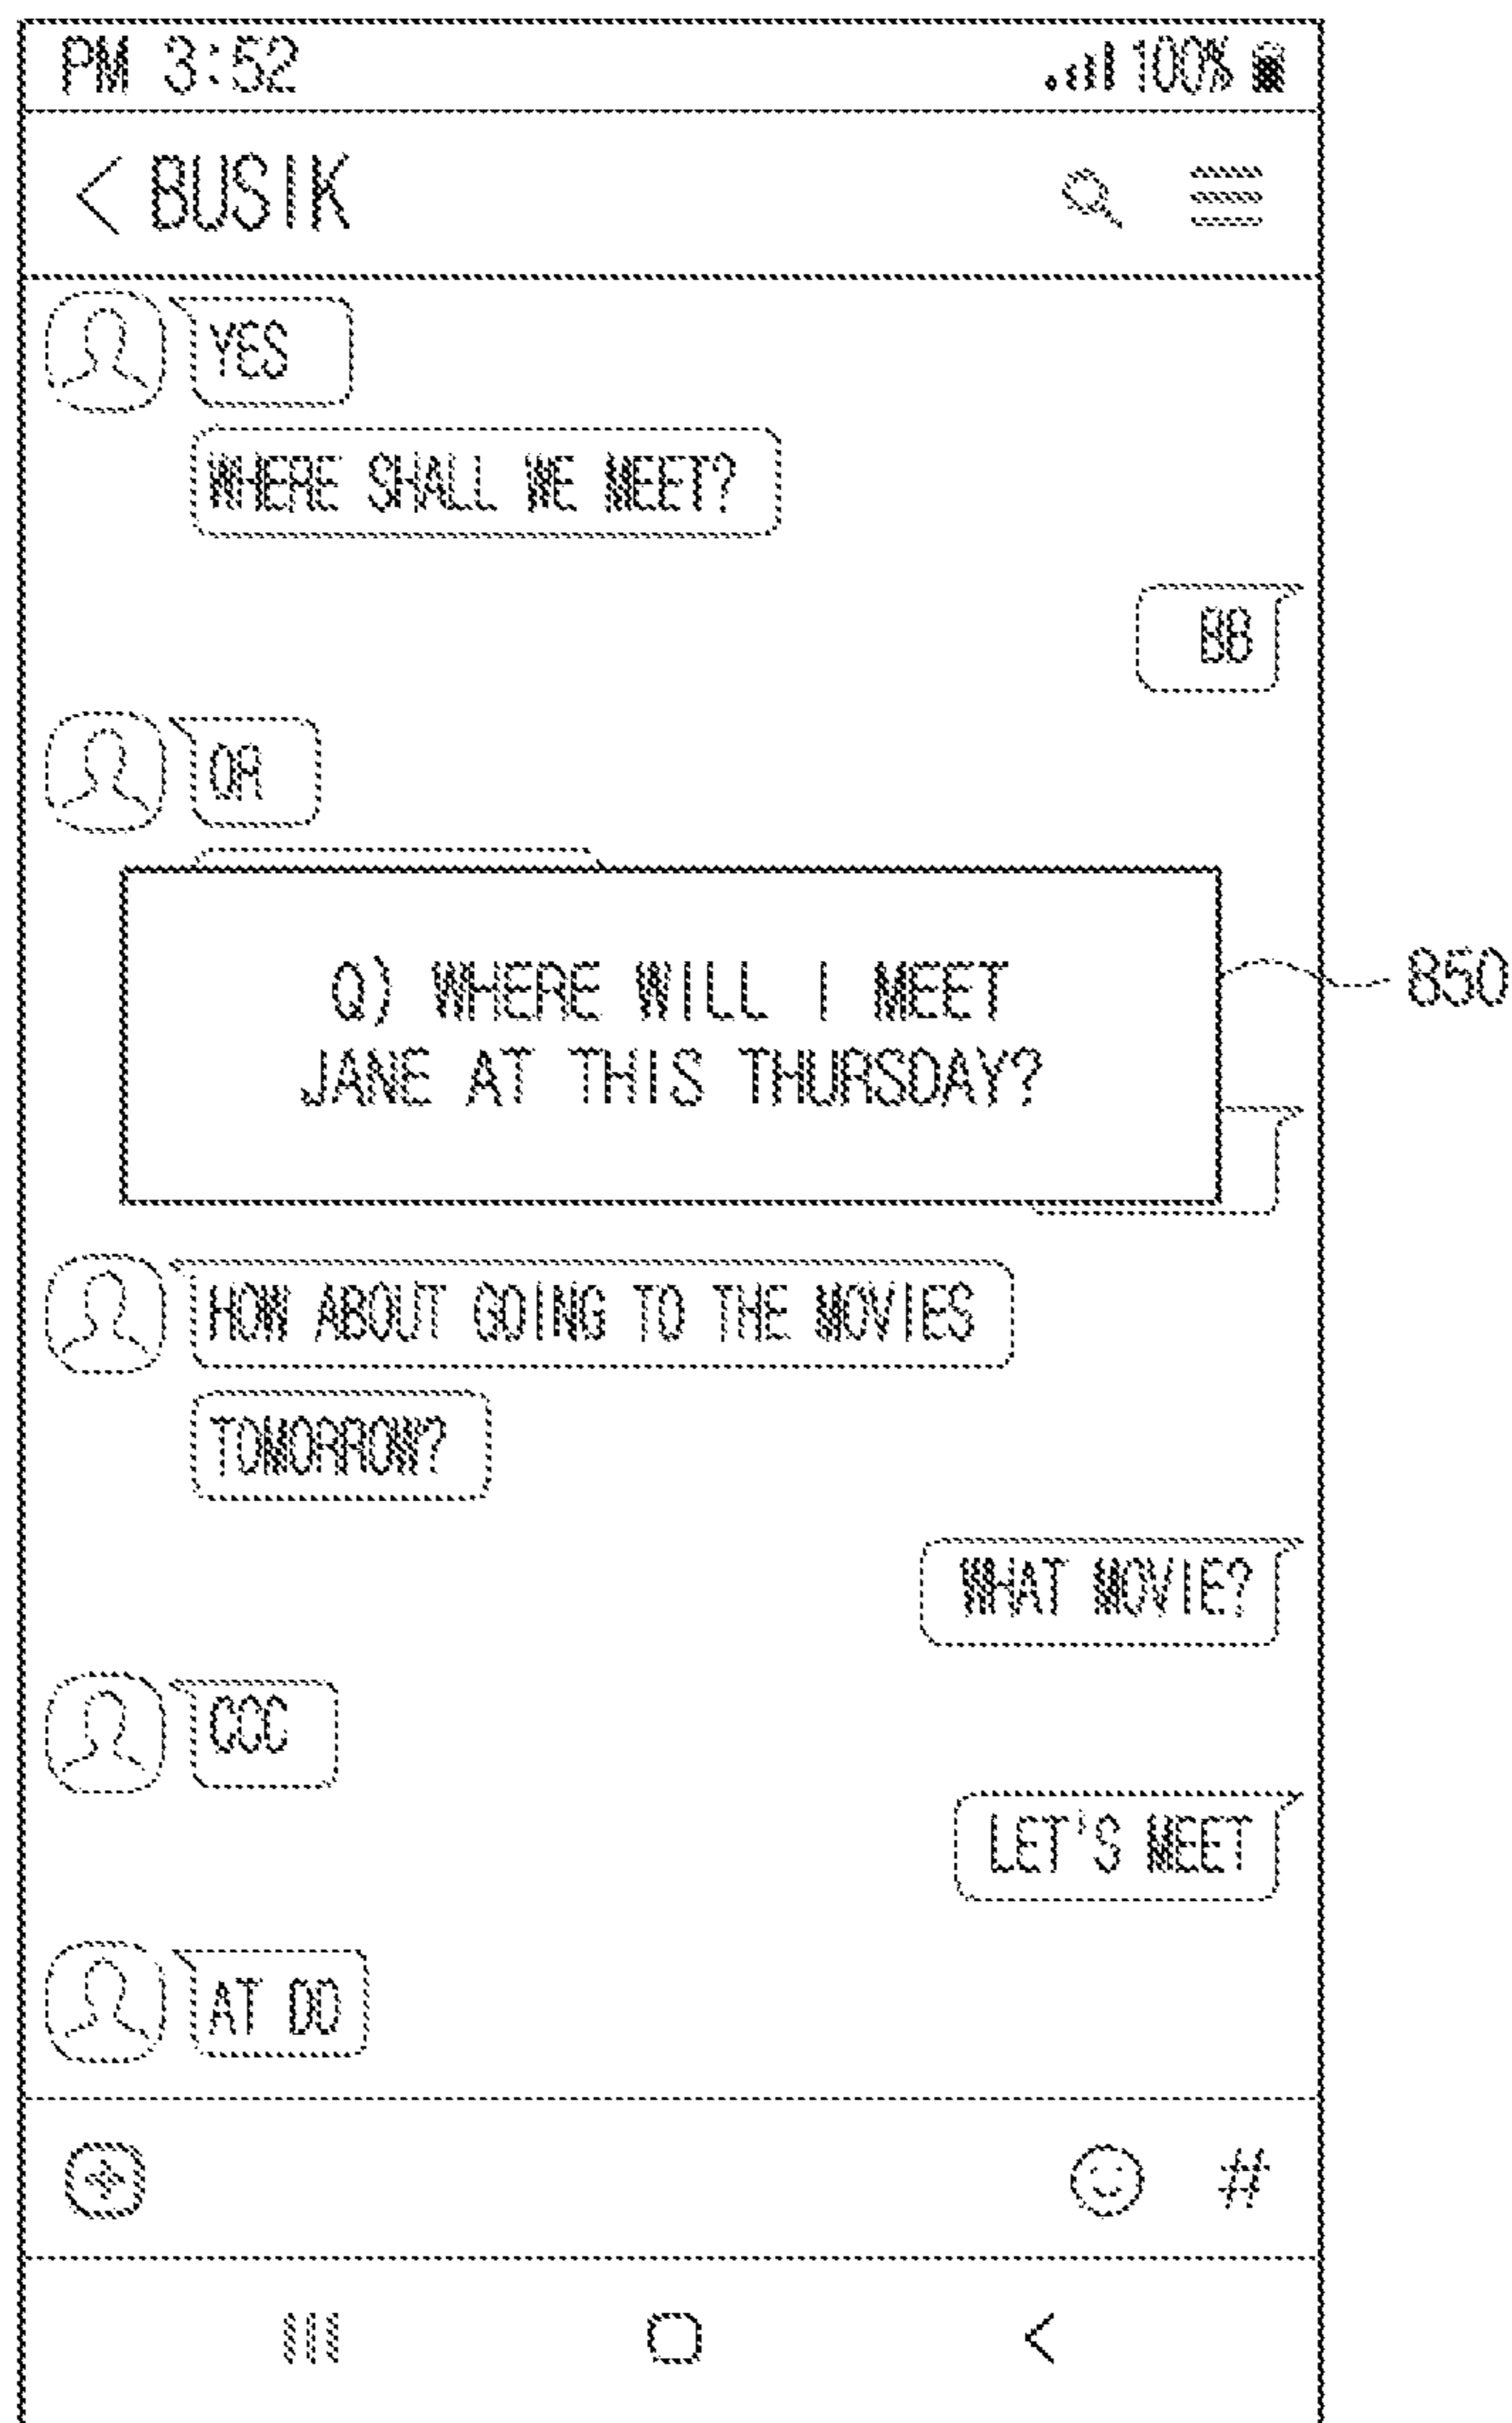 PM 3:52 100%
< BUSIK
YES
WHERE SHALL WE MEET?
BB
OR
Q) WHERE WILL I MEET
JANE AT THIS THURSDAY?
850
HOW ABOUT GOING TO THE MOVIES
TOMORROW?
WHAT MOVIE?
CCC
LET'S MEET
AT DD
#